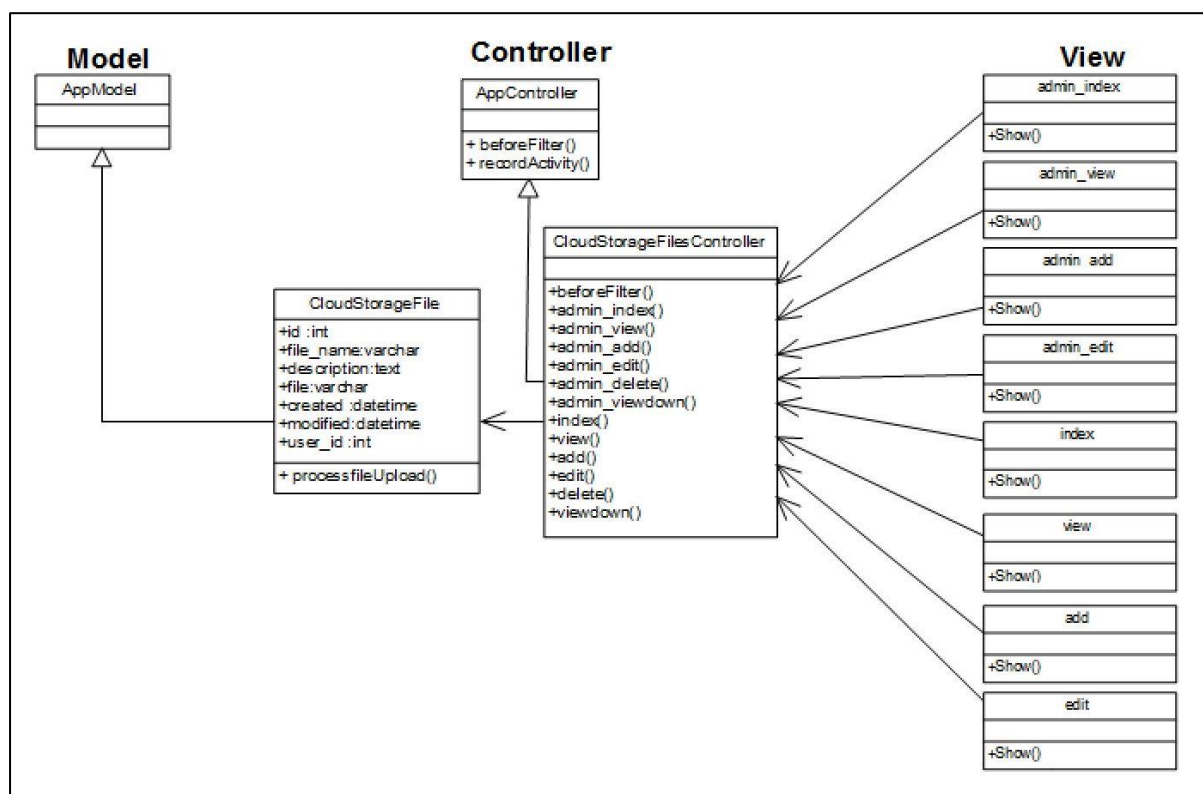 Model
AppModel
Controller
AppController
+ beforeFilter()
+ recordActivity()
CloudStorageFile
+id :int
+file_name:varchar
+description:text
+file:varchar
+created :datetime
+modified:datetime
+user_id :int
+ processfileUpload()
CloudStorageFilesController
+beforeFilter()
+admin_index()
+admin_view()
+admin_add()
+admin_edit()
+admin_delete()
+admin_viewdown()
+index()
+view()
+add()
+edit()
+delete()
+viewdown()
View
admin_index
+Show()
admin_view
+Show()
admin_add
+Show()
admin_edit
+Show()
index
+Show()
view
+Show()
add
+Show()
edit
+Show()